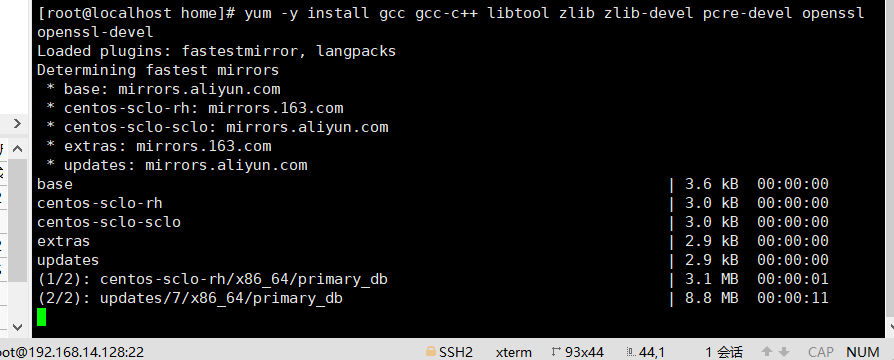 [root@localhost home]# yum -y install gcc gcc-c++ libtool zlib zlib-devel pcre-devel openssl
openssl-devel
Loaded plugins: fastestmirror, langpacks
Determining fastest mirrors
 * base: mirrors.aliyun.com
 * centos-sclo-rh: mirrors.163.com
 * centos-sclo-sclo: mirrors.aliyun.com
 * extras: mirrors.163.com
 * updates: mirrors.aliyun.com
base | 3.6 kB 00:00:00
centos-sclo-rh | 3.0 kB 00:00:00
centos-sclo-sclo | 3.0 kB 00:00:00
extras | 2.9 kB 00:00:00
updates | 2.9 kB 00:00:00
(1/2): centos-sclo-rh/x86_64/primary_db | 3.1 MB 00:00:01
(2/2): updates/7/x86_64/primary_db | 8.8 MB 00:00:11
ot@192.168.14.128:22 SSH2 xterm 93x44 44,1 1 会话 CAP NUM